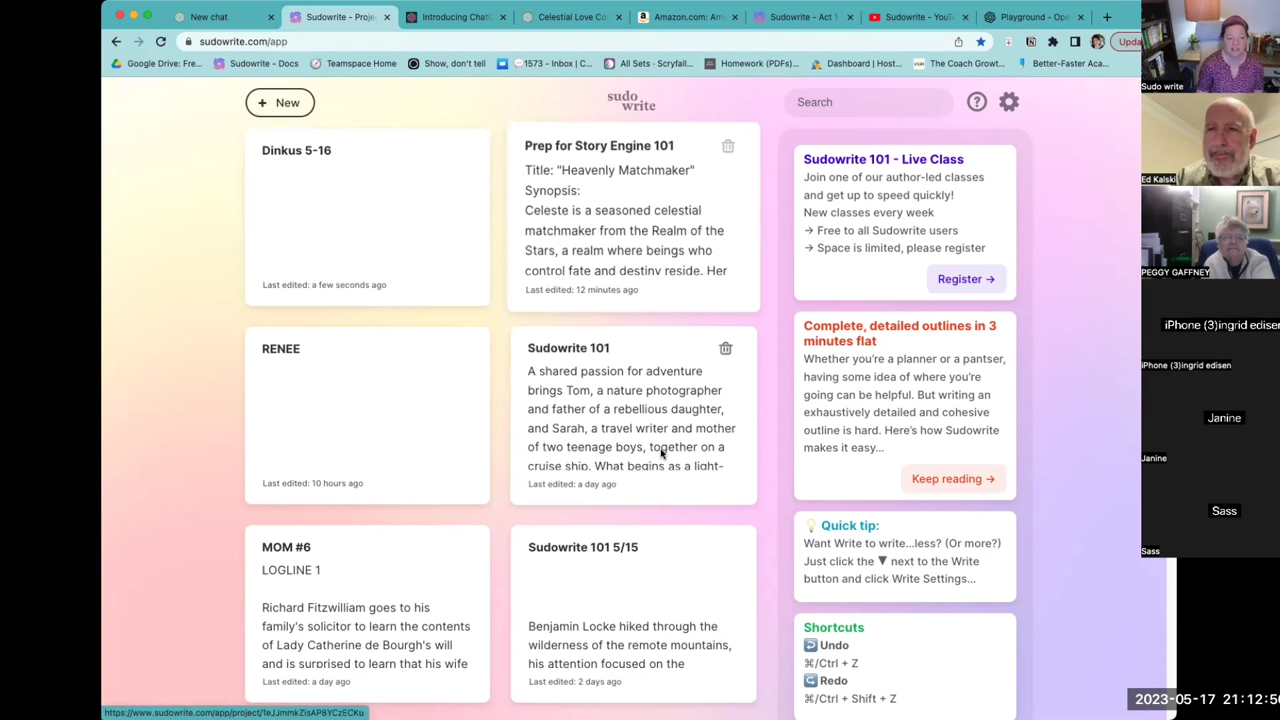 New chat
Sudowrite - Proje
Introducing ChatG
Celestial Love Co
Amazon.com: Am
Sudowrite - Act 1
Sudowrite - YouT
Playground - Ope
sudowrite.com/app
Upda
Google Drive: Fre...
Sudowrite - Docs
Teamspace Home
Show, don't tell
1573 - Inbox | C...
All Sets · Scryfall...
Homework (PDFs)...
Dashboard | Host...
The Coach Growt...
Better-Faster Aca...
+ New
sudo
write
Search
Dinkus 5-16
Last edited: a few seconds ago
Prep for Story Engine 101
Title: "Heavenly Matchmaker"
Synopsis:
Celeste is a seasoned celestial
matchmaker from the Realm of the
Stars, a realm where beings who
control fate and destiny reside. Her
Last edited: 12 minutes ago
Sudowrite 101 - Live Class
Join one of our author-led classes
and get up to speed quickly!
New classes every week
→ Free to all Sudowrite users
→ Space is limited, please register
Register →
RENEE
Last edited: 10 hours ago
Sudowrite 101
A shared passion for adventure
brings Tom, a nature photographer
and father of a rebellious daughter,
and Sarah, a travel writer and mother
of two teenage boys, together on a
cruise ship. What begins as a light-
Last edited: a day ago
Complete, detailed outlines in 3
minutes flat
Whether you're a planner or a pantser,
having some idea of where you're
going can be helpful. But writing an
exhaustively detailed and cohesive
outline is hard. Here's how Sudowrite
makes it easy...
Keep reading →
MOM #6
LOGLINE 1
Richard Fitzwilliam goes to his
family's solicitor to learn the contents
of Lady Catherine de Bourgh's will
and is surprised to learn that his wife
Last edited: a day ago
Sudowrite 101 5/15
Benjamin Locke hiked through the
wilderness of the remote mountains,
his attention focused on the
Last edited: 2 days ago
Quick tip:
Want Write to write...less? (Or more?)
Just click the ▼ next to the Write
button and click Write Settings...
Shortcuts
Undo
⌘/Ctrl + Z
Redo
⌘/Ctrl + Shift + Z
https://www.sudowrite.com/app/project/1eJJmmkZisAP8YCzECKu
Sudo write
Ed Kalski
PEGGY GAFFNEY
iPhone (3)ingrid edisen
iPhone (3)ingrid edisen
Janine
Janine
Sass
Sass
2023-05-17 21:12:5